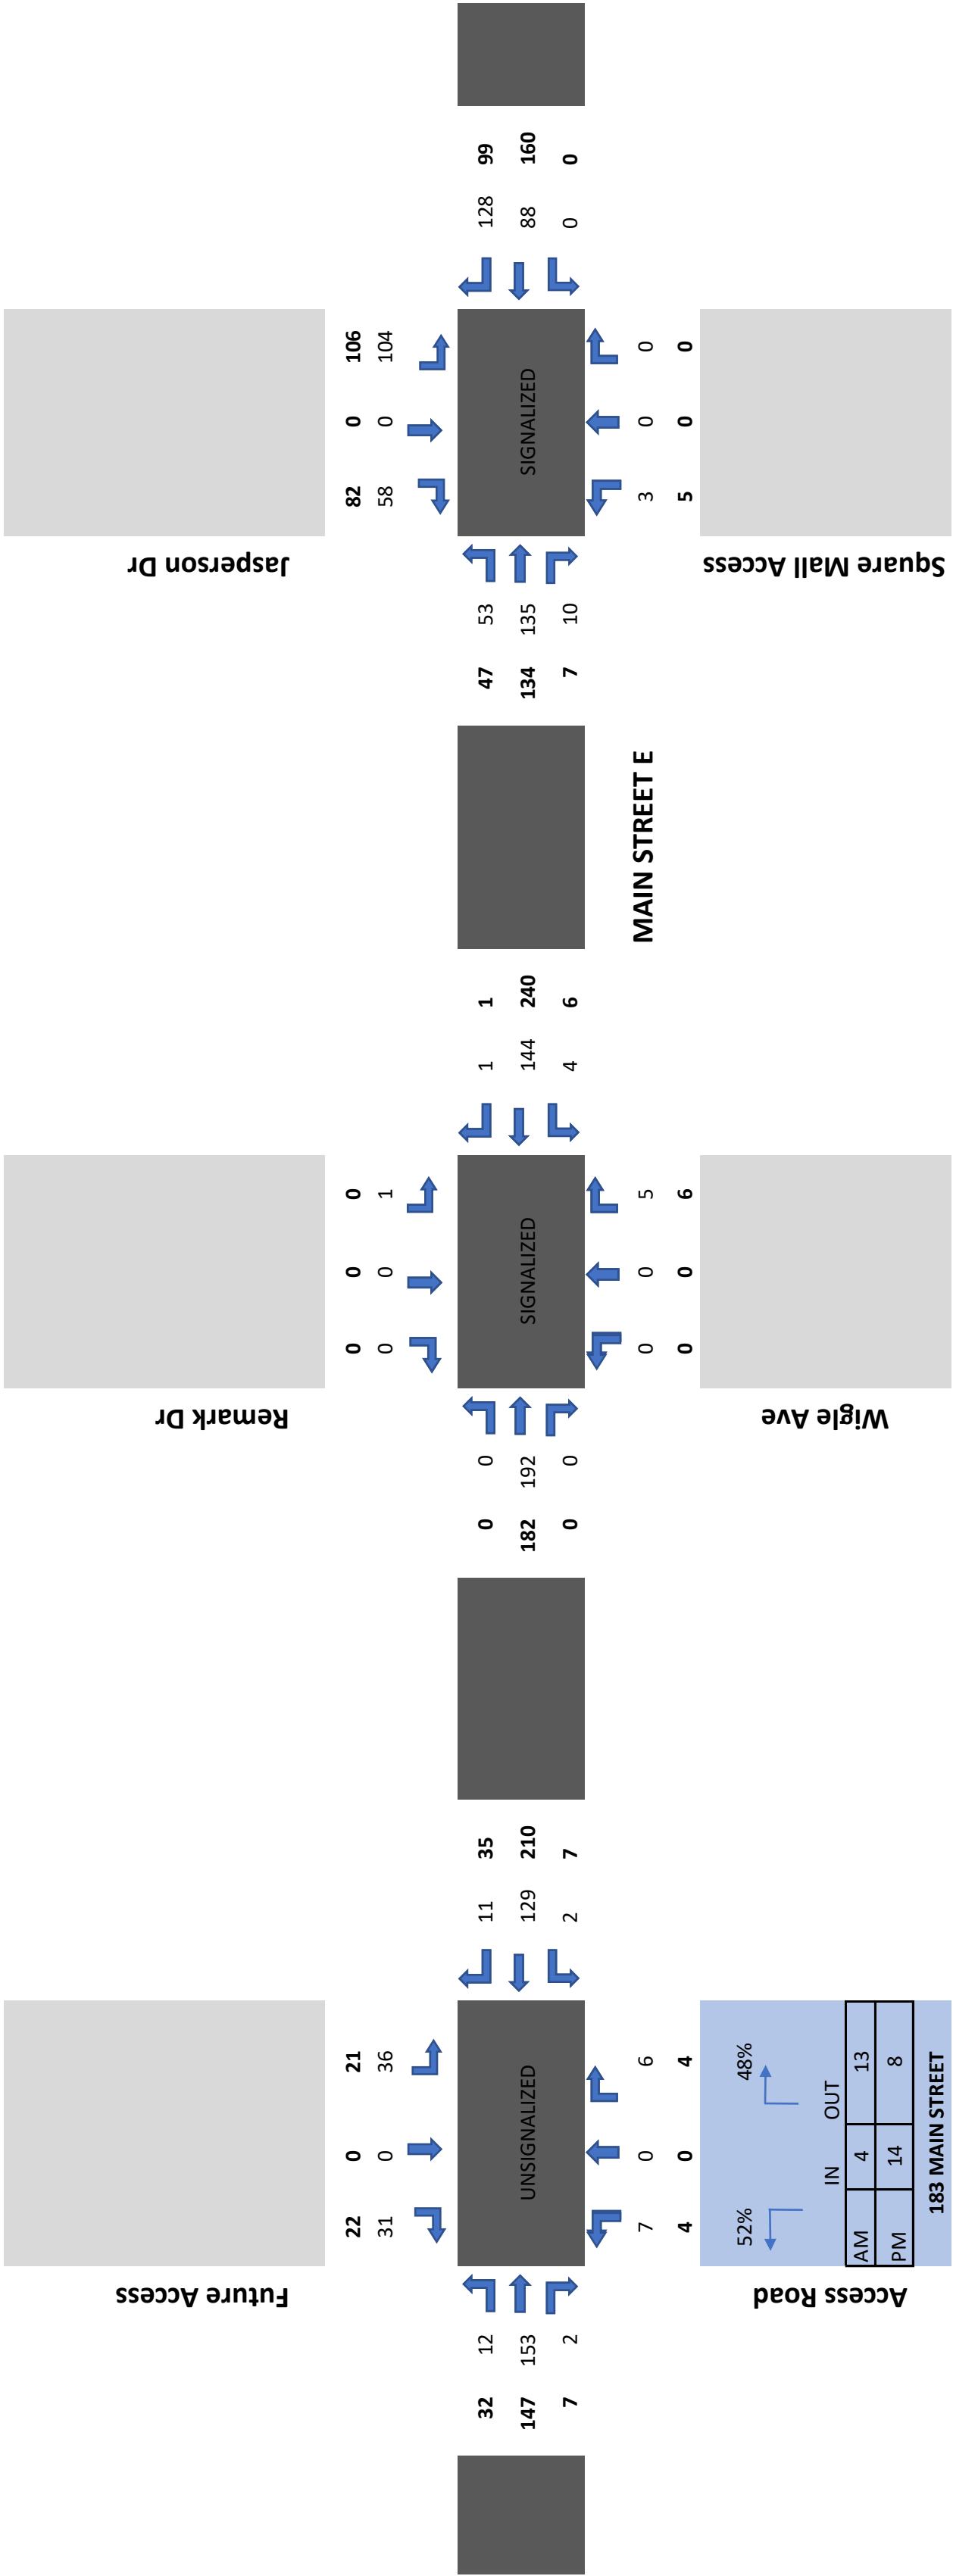 Future Access
Remark Dr
Jasperson Dr
22 0 21
0 0 0
82 0 106
31 0 36
0 0 1
58 0 104
32 12
11 35
0 0
1 1
47 53
128 99
147 153
UNSIGNALIZED
129 210
182 192
SIGNALIZED
144 240
134 135
SIGNALIZED
88 160
7 2
2 7
0 0
4 6
7 10
0 0
7 0 6
0 0 5
MAIN STREET E
3 0 0
4 0 4
0 0 6
5 0 0
Access Road
Wigle Ave
Square Mall Access
52% 48%
IN OUT
AM 4 13
PM 14 8
183 MAIN STREET